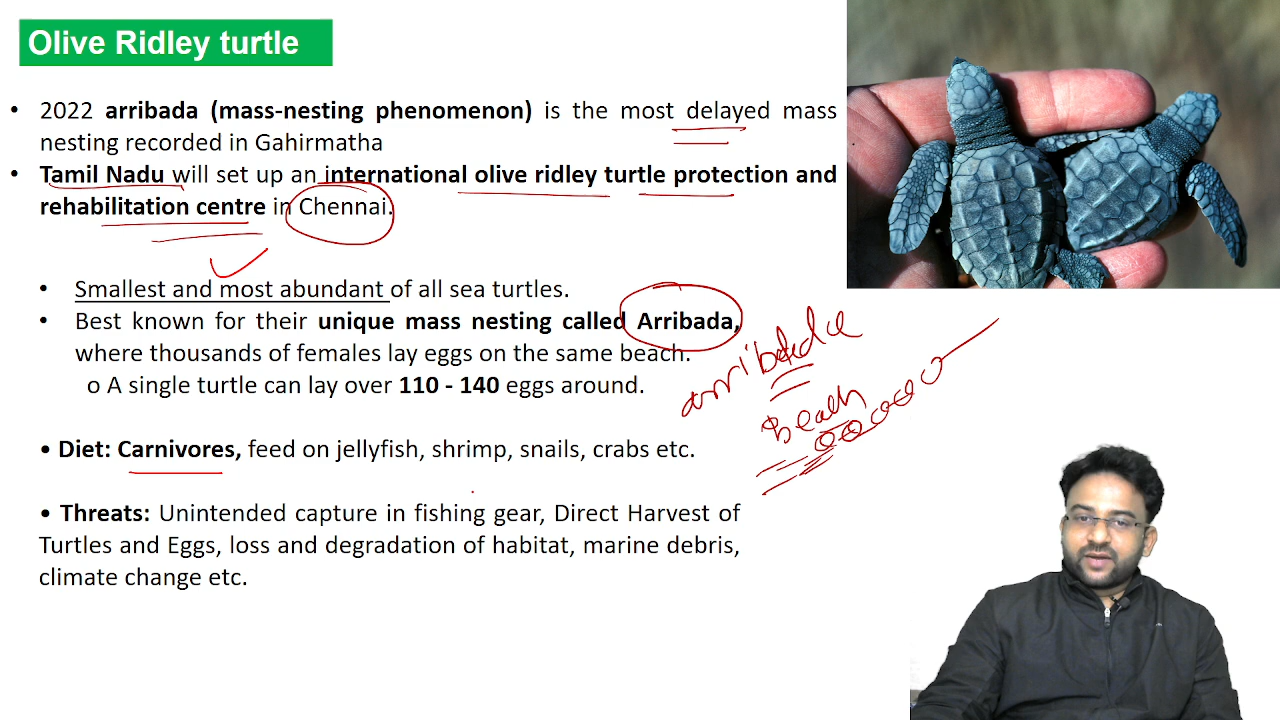 Olive Ridley turtle
• 2022 arribada (mass-nesting phenomenon) is the most delayed mass
nesting recorded in Gahirmatha
• Tamil Nadu will set up an international olive ridley turtle protection and
rehabilitation centre in Chennai.
• Smallest and most abundant of all sea turtles.
• Best known for their unique mass nesting called Arribada,
where thousands of females lay eggs on the same beach.
o A single turtle can lay over 110 - 140 eggs around.
arribada
Beach
• Diet: Carnivores, feed on jellyfish, shrimp, snails, crabs etc.
• Threats: Unintended capture in fishing gear, Direct Harvest of
Turtles and Eggs, loss and degradation of habitat, marine debris,
climate change etc.